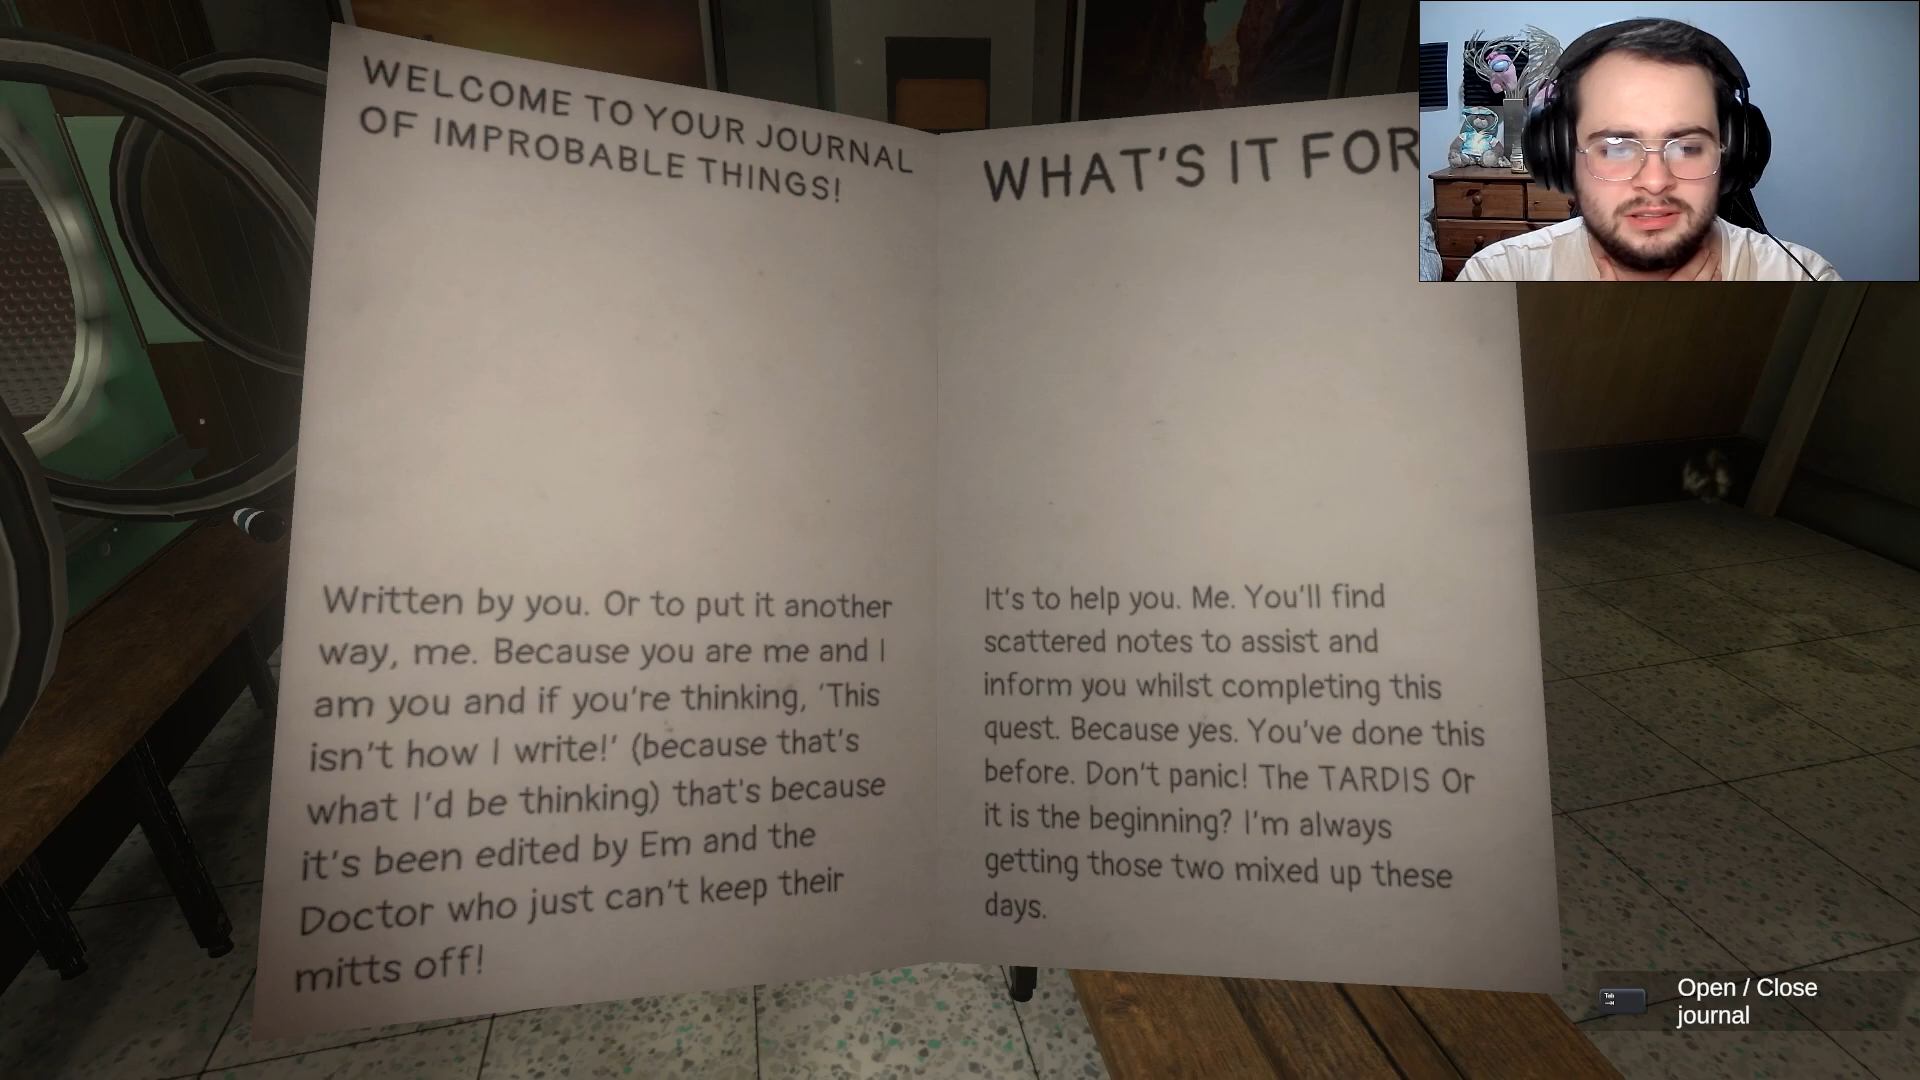 WELCOME TO YOUR JOURNAL
OF IMPROBABLE THINGS!
Written by you. Or to put it another
way, me. Because you are me and I
am you and if you're thinking, 'This
isn't how I write!' (because that's
what I'd be thinking) that's because
it's been edited by Em and the
Doctor who just can't keep their
mitts off!
WHAT'S IT FOR
It's to help you. Me. You'll find
scattered notes to assist and
inform you whilst completing this
quest. Because yes. You've done this
before. Don't panic! The TARDIS Or
it is the beginning? I'm always
getting those two mixed up these
days.
Tab
Open / Close
journal